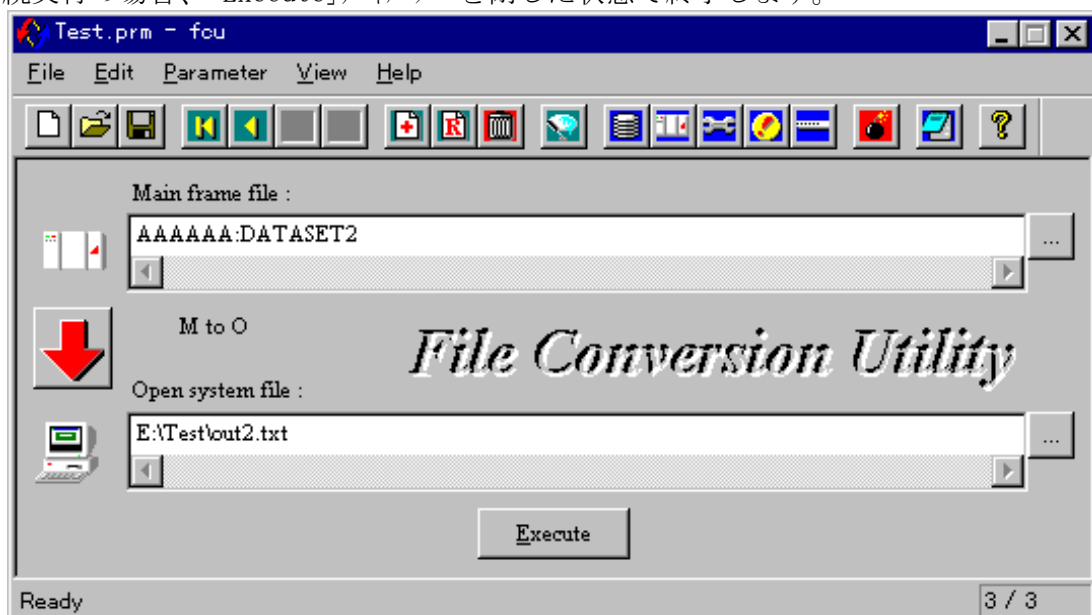 Test.prm - fcu
File Edit Parameter View Help
Main frame file :
AAAAAA:DATASET2
...
M to O
File Conversion Utility
Open system file :
E:\Test\out2.txt
...
Execute
Ready 3 / 3